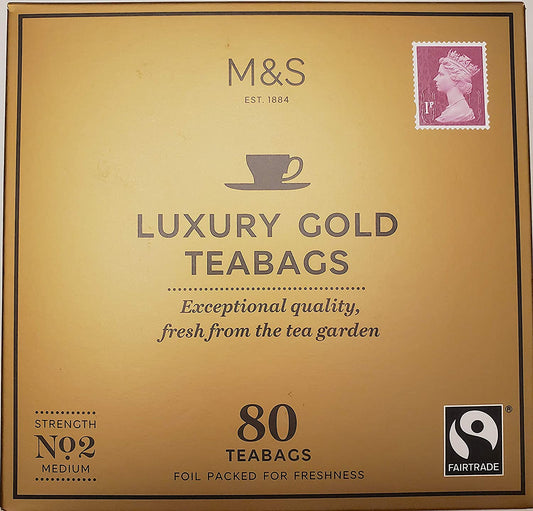 M&S
EST. 1884
1P
LUXURY GOLD
TEABAGS
Exceptional quality,
fresh from the tea garden
STRENGTH
Nº2
MEDIUM
80
TEABAGS
FOIL PACKED FOR FRESHNESS
®
FAIRTRADE